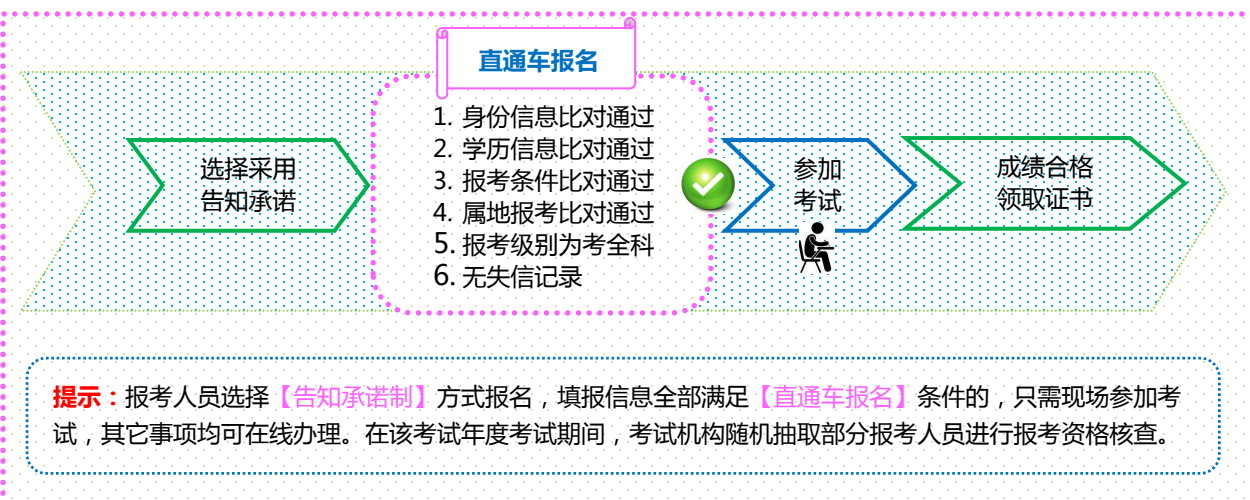 直通车报名
选择采用
告知承诺
1. 身份信息比对通过
2. 学历信息比对通过
3. 报考条件比对通过
4. 属地报考比对通过
5. 报考级别为考全科
6. 无失信记录
参加
考试
成绩合格
领取证书
提示：报考人员选择【告知承诺制】方式报名，填报信息全部满足【直通车报名】条件的，只需现场参加考
试，其它事项均可在线办理。在该考试年度考试期间，考试机构随机抽取部分报考人员进行报考资格核查。